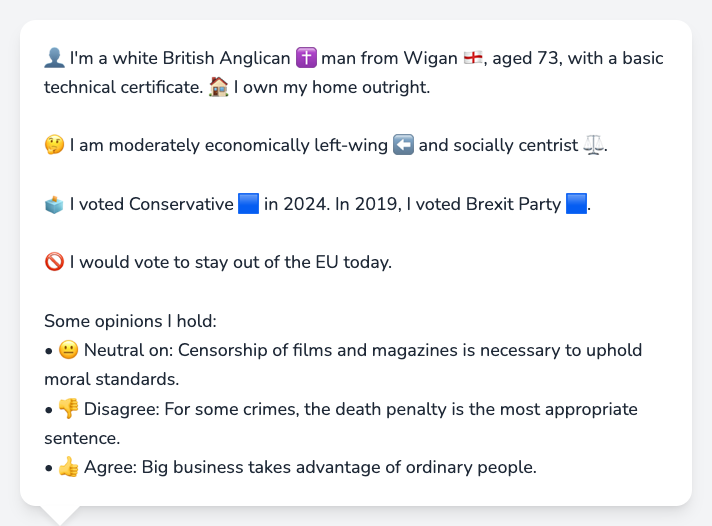 👤 I'm a white British Anglican ✝️ man from Wigan 🏴󠁧󠁢󠁥󠁮󠁧󠁿, aged 73, with a basic
technical certificate. 🏠 I own my home outright.
🤔 I am moderately economically left-wing ⬅️ and socially centrist ⚖️.
🗳️ I voted Conservative 🟦 in 2024. In 2019, I voted Brexit Party 🟦.
🚫 I would vote to stay out of the EU today.
Some opinions I hold:
• 😐 Neutral on: Censorship of films and magazines is necessary to uphold
moral standards.
• 👎 Disagree: For some crimes, the death penalty is the most appropriate
sentence.
• 👍 Agree: Big business takes advantage of ordinary people.